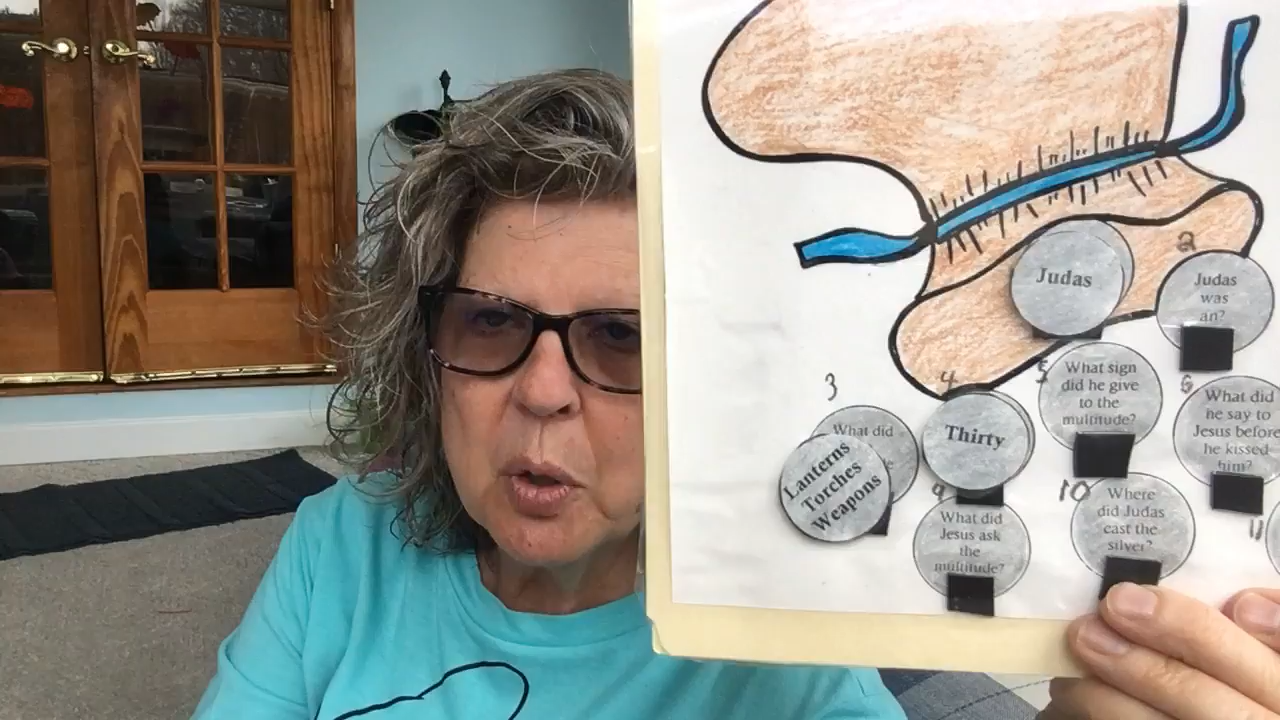 Judas
2
Judas
was
an?
3
What did
Lanterns
Torches
Weapons
4
Thirty
5
What sign
did he give
to the
multitude?
6
What did
he say to
Jesus before
he kissed
him?
9
What did
Jesus ask
the
multitude?
10
Where
did Judas
cast the
silver?
11